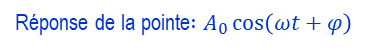 Réponse de la pointe: A₀ cos(ωt + φ)